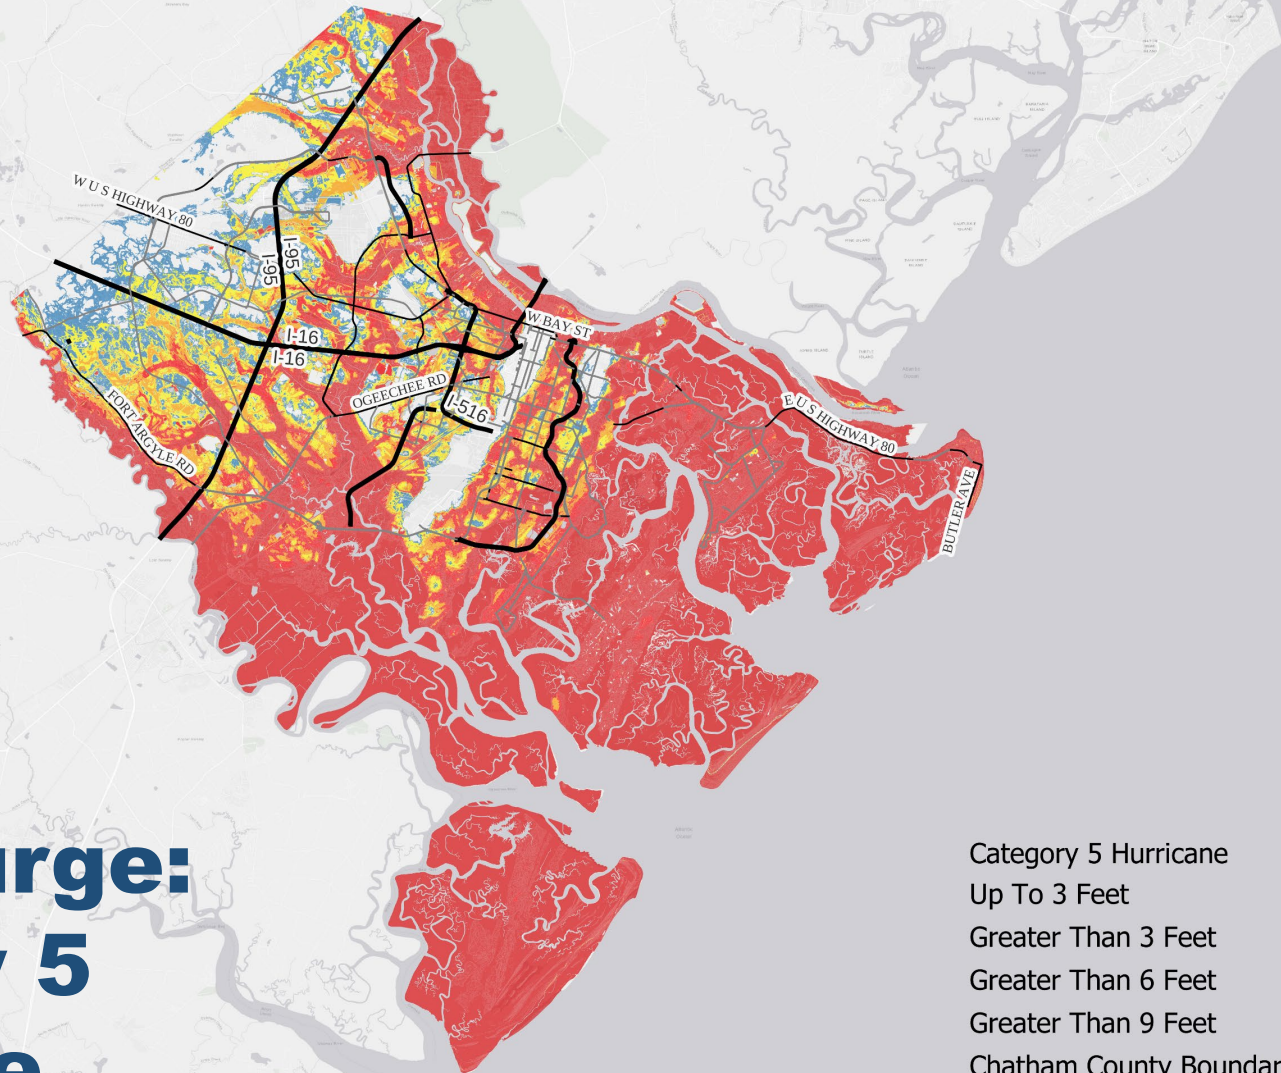 W U S HIGHWAY 80
I-95
I-95
I-16
I-16
W BAY ST
OGEECHEE RD
I-516
FORT ARGYLE RD
E U S HIGHWAY 80
BUTLER AVE
urge:
5
e
Category 5 Hurricane
Up To 3 Feet
Greater Than 3 Feet
Greater Than 6 Feet
Greater Than 9 Feet
Chatham County Boundar